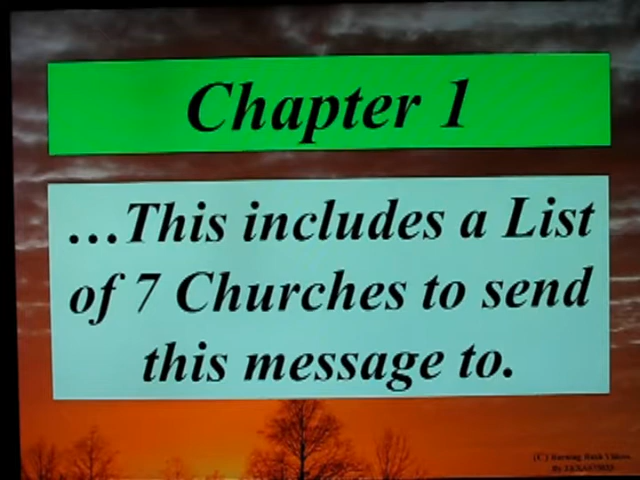 Chapter 1
...This includes a List
of 7 Churches to send
this message to.